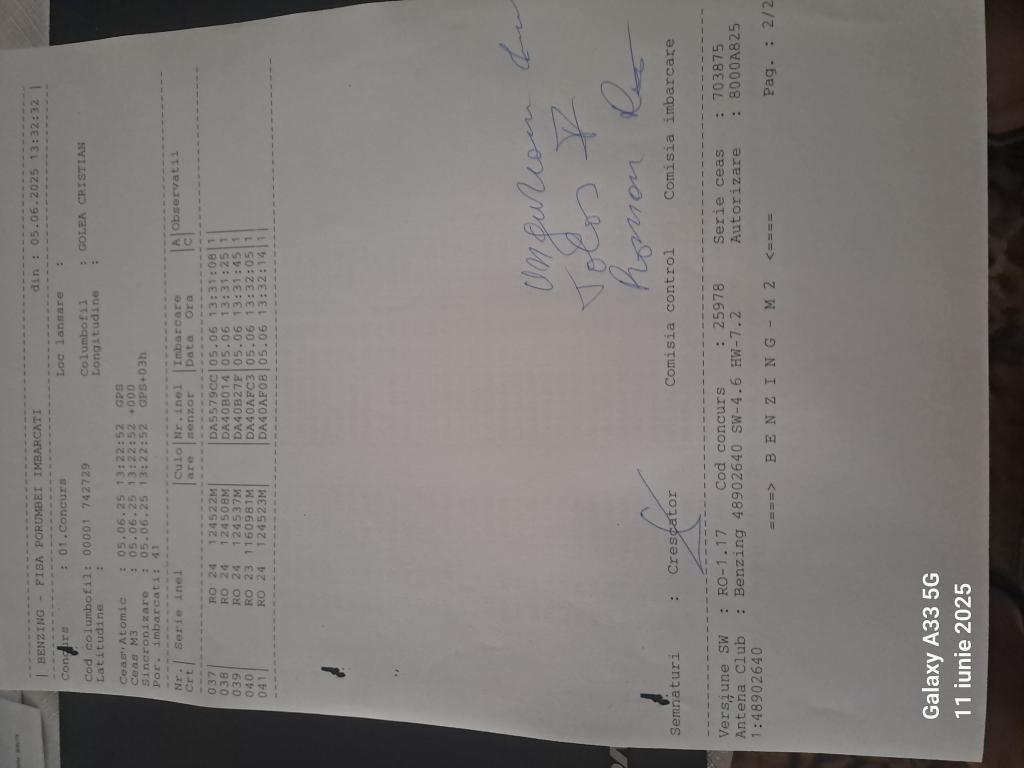 | BENZING - FISA PORUMBEI IMBARCATI          din : 05.06.2025 13:32:32 |
Concurs : 01.Concurs          Loc lansare :
Cod columbofil: 00001 742729          Columbofil : GOLEA CRISTIAN
Latitudine :          Longitudine :
Ceas Atomic : 05.06.25 13:22:52 GPS
Ceas M3 : 05.06.25 13:22:52 +000
Sincronizare : 05.06.25 13:22:52 GPS+03h
Por. imbarcati: 41
Nr.| Serie inel |Culo|Nr.inel |Imbarcare |A|Observatii
Crt| |are |senzor |Data Ora |C|
037| RO 24 124522M | |DA5579CC|05.06 13:31:08|1|
038| RO 24 124508M | |DA40B014|05.06 13:31:25|1|
039| RO 24 124537M | |DA40B27F|05.06 13:31:45|1|
040| RO 23 1160981M | |DA40AFC3|05.06 13:32:05|1|
041| RO 24 124523M | |DA40AF08|05.06 13:32:14|1|
Ungurean
Toros
Roman
Semnaturi : Crescator          Comisia control          Comisia imbarcare
Versiune SW : RO-1.17 Cod concurs : 25978 Serie ceas : 703875
Antena Club : Benzing 48902640 SW-4.6 HW-7.2 Autorizare : 8000A825
1:48902640
====> B E N Z I N G - M 2 <====
Pag. : 2/2
Galaxy A33 5G
11 iunie 2025